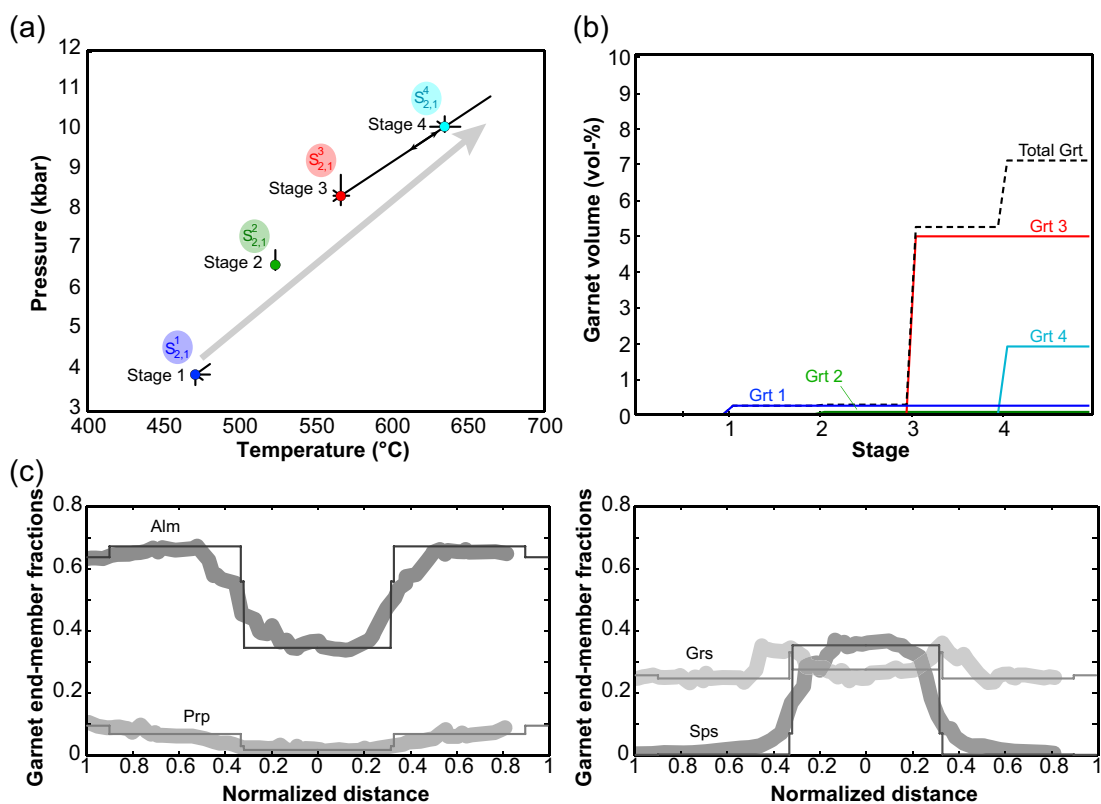 (a)
12
11
10
9
8
7
6
5
4
3
400
450
500
550
600
650
700
Pressure (kbar)
Temperature (°C)
S⁴2,1
Stage 4
S³2,1
Stage 3
S²2,1
Stage 2
S¹2,1
Stage 1
(b)
10
9
8
7
6
5
4
3
2
1
0
1
2
3
4
Garnet volume (vol-%)
Stage
Total Grt
Grt 3
Grt 4
Grt 2
Grt 1
(c)
0.8
0.6
0.4
0.2
0
1
0.8
0.6
0.4
0.2
0
0.2
0.4
0.6
0.8
1
Garnet end-member fractions
Normalized distance
Alm
Prp
0.8
0.6
0.4
0.2
0
1
0.8
0.6
0.4
0.2
0
0.2
0.4
0.6
0.8
1
Garnet end-member fractions
Normalized distance
Grs
Sps